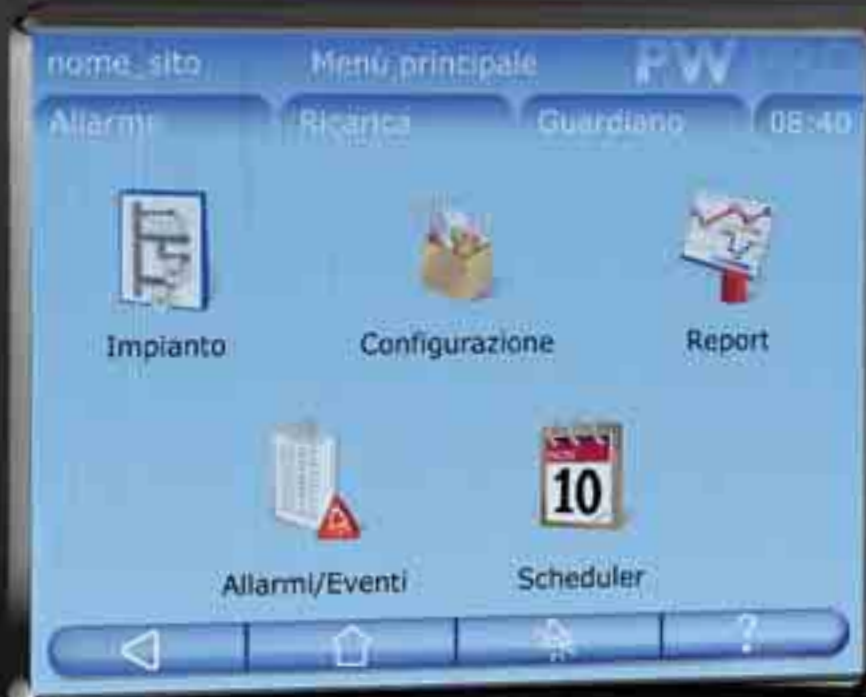 nome_sito Menù principale PW
Allarmi Ricarica Guardiano 08:40
Impianto Configurazione Report
10
Allarmi/Eventi Scheduler
?